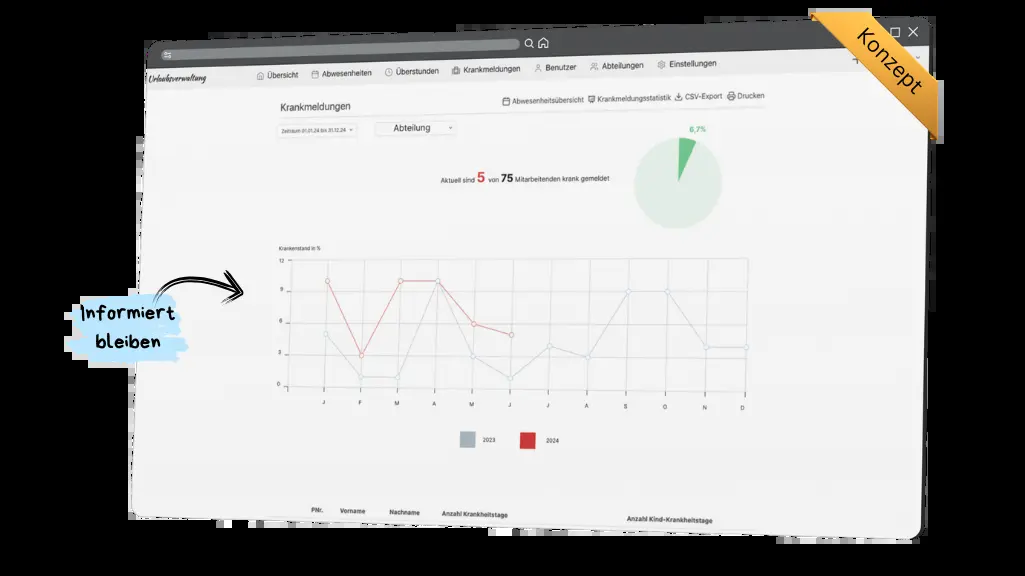 Konzept
Urlaubsverwaltung
Übersicht Abwesenheiten Überstunden Krankmeldungen Benutzer Abteilungen Einstellungen
Krankmeldungen
Abwesenheitsübersicht Krankmeldungsstatistik CSV-Export Drucken
Zeitraum 01.01.24 bis 31.12.24 Abteilung
6,7%
Aktuell sind 5 von 75 Mitarbeitenden krank gemeldet
Krankenstand in %
12
9
6
3
0
J F M A M J J A S O N D
2023 2024
Informiert
bleiben
PNr. Vorname Nachname Anzahl Krankheitstage Anzahl Kind-Krankheitstage